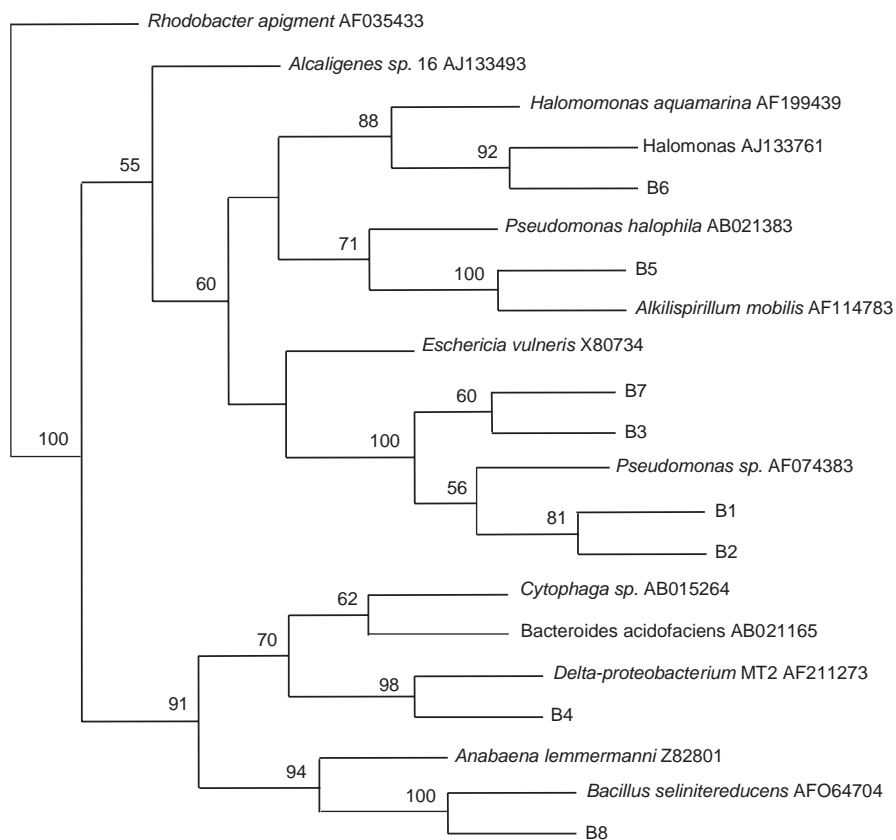 Rhodobacter apigment AF035433
Alcaligenes sp. 16 AJ133493
Halomomonas aquamarina AF199439
88
Halomonas AJ133761
92
55
B6
Pseudomonas halophila AB021383
71
B5
100
60
Alkilispirillum mobilis AF114783
Eschericia vulneris X80734
B7
60
B3
100
100
Pseudomonas sp. AF074383
56
B1
81
B2
Cytophaga sp. AB015264
62
Bacteroides acidofaciens AB021165
70
Delta-proteobacterium MT2 AF211273
98
91
B4
Anabaena lemmermanni Z82801
94
Bacillus selinitereducens AFO64704
100
B8